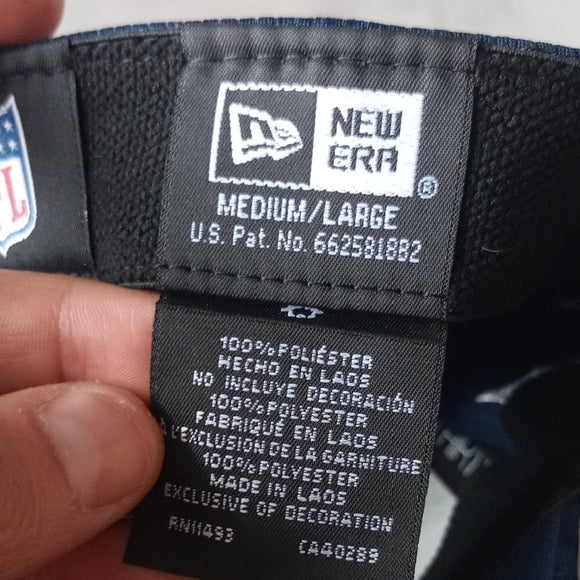 NEW
ERA
®
MEDIUM/LARGE
U.S. Pat. No. 6625818B2
100% POLIÉSTER
HECHO EN LAOS
NO INCLUYE DECORACIÓN
100% POLYESTER
FABRIQUÉ EN LAOS
À L'EXCLUSION DE LA GARNITURE
100% POLYESTER
MADE IN LAOS
EXCLUSIVE OF DECORATION
RN11493 CA40289